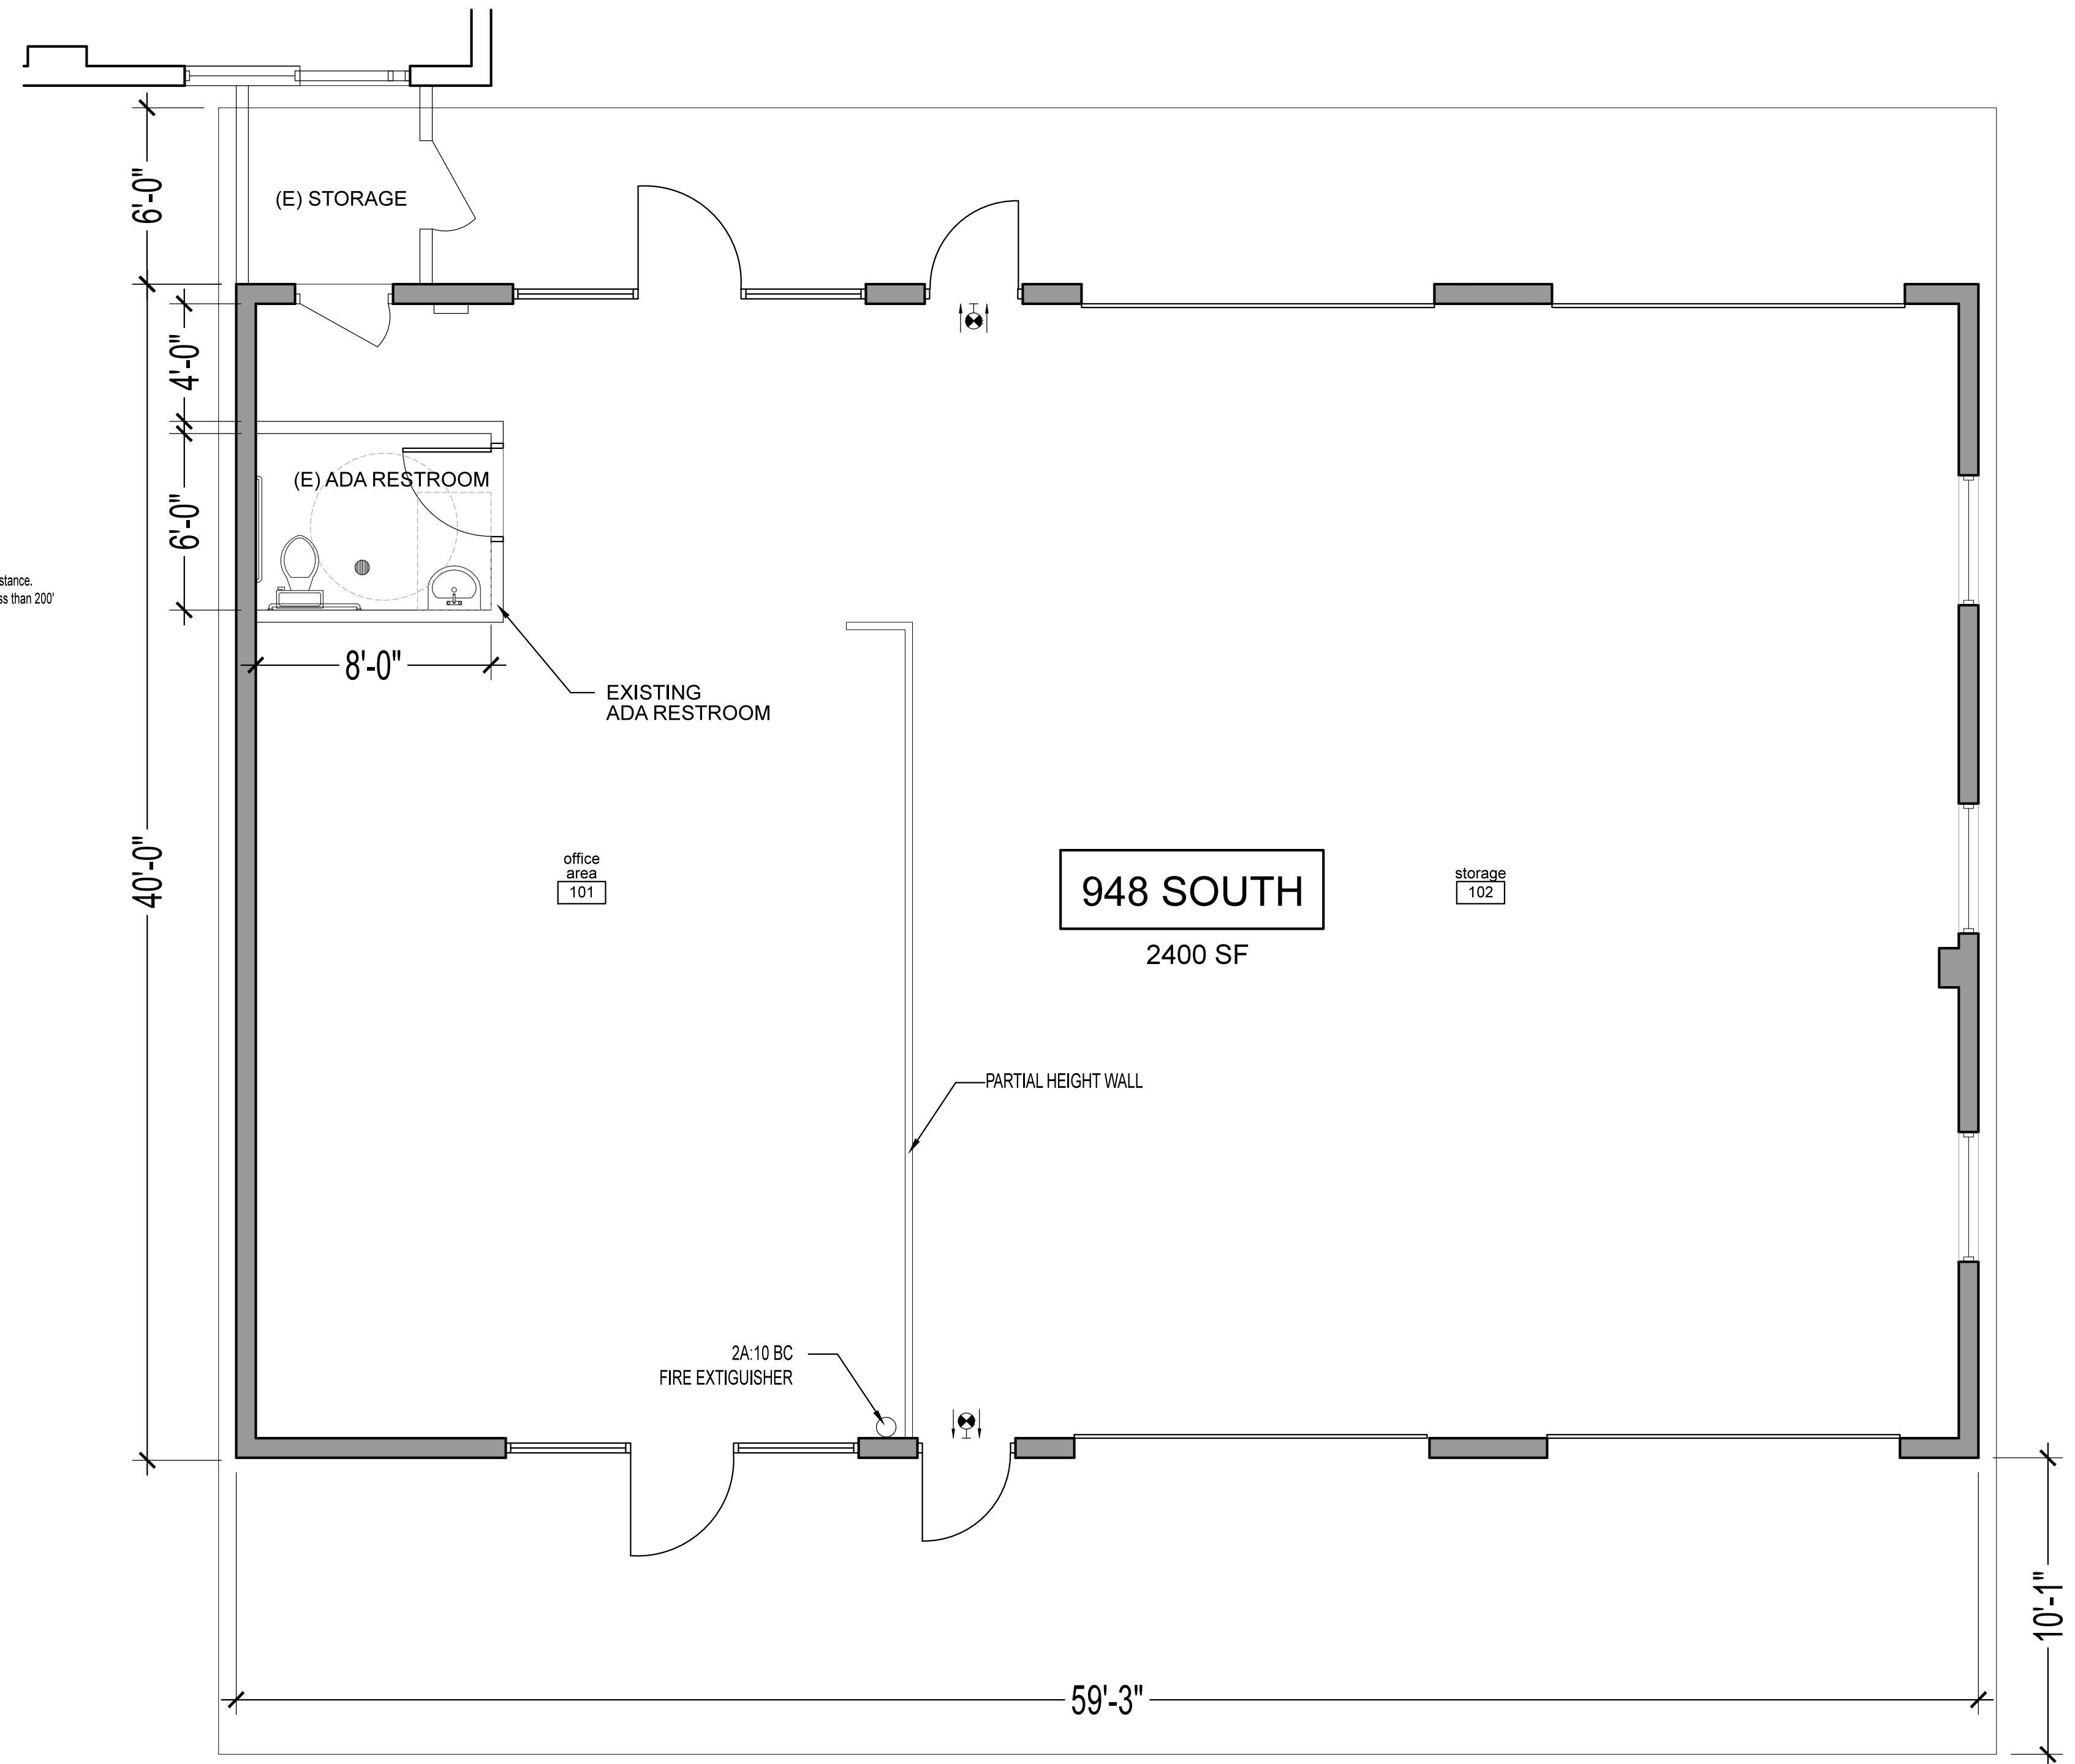 6'-0"
(E) STORAGE
4'-0"
6'-0"
(E) ADA RESTROOM
stance.
ss than 200'
8'-0"
EXISTING
ADA RESTROOM
40'-0"
office
area
101
948 SOUTH
2400 SF
storage
102
PARTIAL HEIGHT WALL
2A:10 BC
FIRE EXTIGUISHER
10'-1"
59'-3"